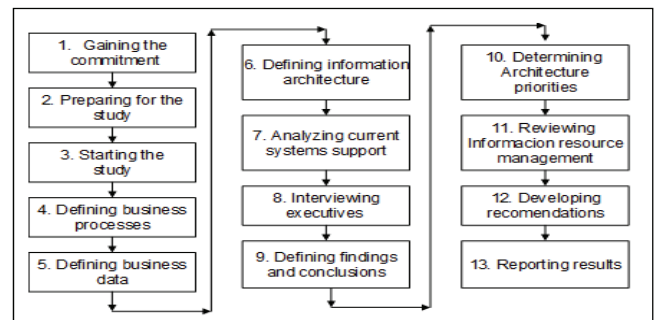 1. Gaining the
commitment
2. Preparing for the
study
3. Starting the
study
4. Defining business
processes
5. Defining business
data
6. Defining information
architecture
7. Analyzing current
systems support
8. Interviewing
executives
9. Defining findings
and conclusions
10. Determining
Architecture
priorities
11. Reviewing
Informacion resource
management
12. Developing
recomendations
13. Reporting results